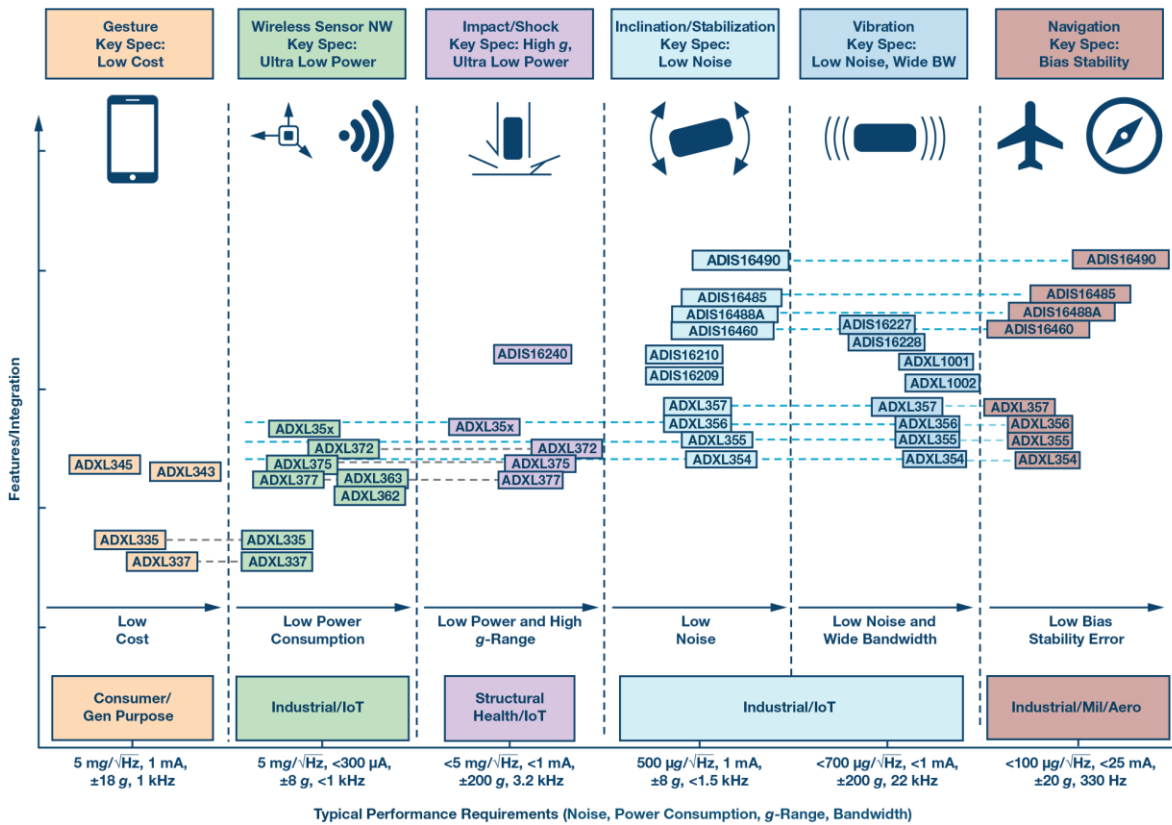 Gesture
Key Spec:
Low Cost
Wireless Sensor NW
Key Spec:
Ultra Low Power
Impact/Shock
Key Spec: High g,
Ultra Low Power
Inclination/Stabilization
Key Spec:
Low Noise
Vibration
Key Spec:
Low Noise, Wide BW
Navigation
Key Spec:
Bias Stability
Features/Integration
ADXL345
ADXL343
ADXL335
ADXL337
ADXL35x
ADXL372
ADXL375
ADXL377
ADXL363
ADXL362
ADXL335
ADXL337
ADIS16240
ADXL35x
ADXL372
ADXL375
ADXL377
ADIS16490
ADIS16485
ADIS16488A
ADIS16460
ADIS16210
ADIS16209
ADXL357
ADXL356
ADXL355
ADXL354
ADIS16227
ADIS16228
ADXL1001
ADXL1002
ADXL357
ADXL356
ADXL355
ADXL354
ADIS16490
ADIS16485
ADIS16488A
ADIS16460
ADXL357
ADXL356
ADXL355
ADXL354
Low
Cost
Low Power
Consumption
Low Power and High
g-Range
Low
Noise
Low Noise and
Wide Bandwidth
Low Bias
Stability Error
Consumer/
Gen Purpose
Industrial/IoT
Structural
Health/IoT
Industrial/IoT
Industrial/Mil/Aero
5 mg/√Hz, 1 mA,
±18 g, 1 kHz
5 mg/√Hz, <300 µA,
±8 g, <1 kHz
<5 mg/√Hz, <1 mA,
±200 g, 3.2 kHz
500 µg/√Hz, 1 mA,
±8 g, <1.5 kHz
<700 µg/√Hz, <1 mA,
±200 g, 22 kHz
<100 µg/√Hz, <25 mA,
±20 g, 330 Hz
Typical Performance Requirements (Noise, Power Consumption, g-Range, Bandwidth)